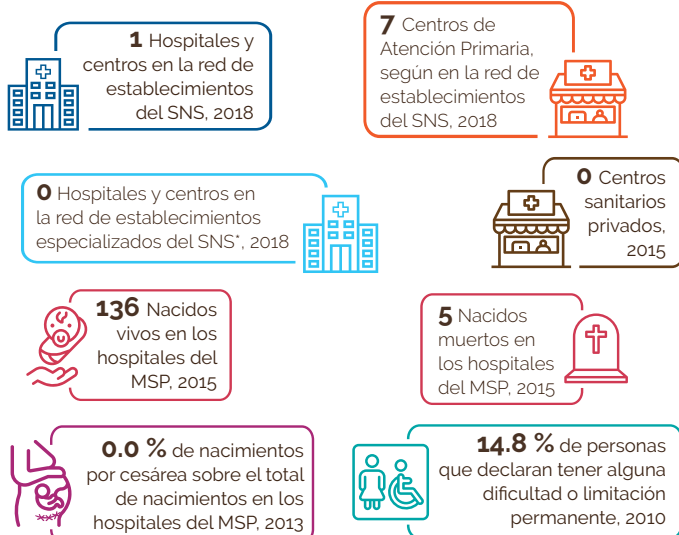 1 Hospitales y
centros en la red de
establecimientos
del SNS, 2018
7 Centros de
Atención Primaria,
según en la red de
establecimientos
del SNS, 2018
0 Hospitales y centros en
la red de establecimientos
especializados del SNS*, 2018
0 Centros
sanitarios
privados,
2015
136 Nacidos
vivos en los
hospitales del
MSP, 2015
5 Nacidos
muertos en
los hospitales
del MSP, 2015
0.0 % de nacimientos
por cesárea sobre el total
de nacimientos en los
hospitales del MSP, 2013
14.8 % de personas
que declaran tener alguna
dificultad o limitación
permanente, 2010